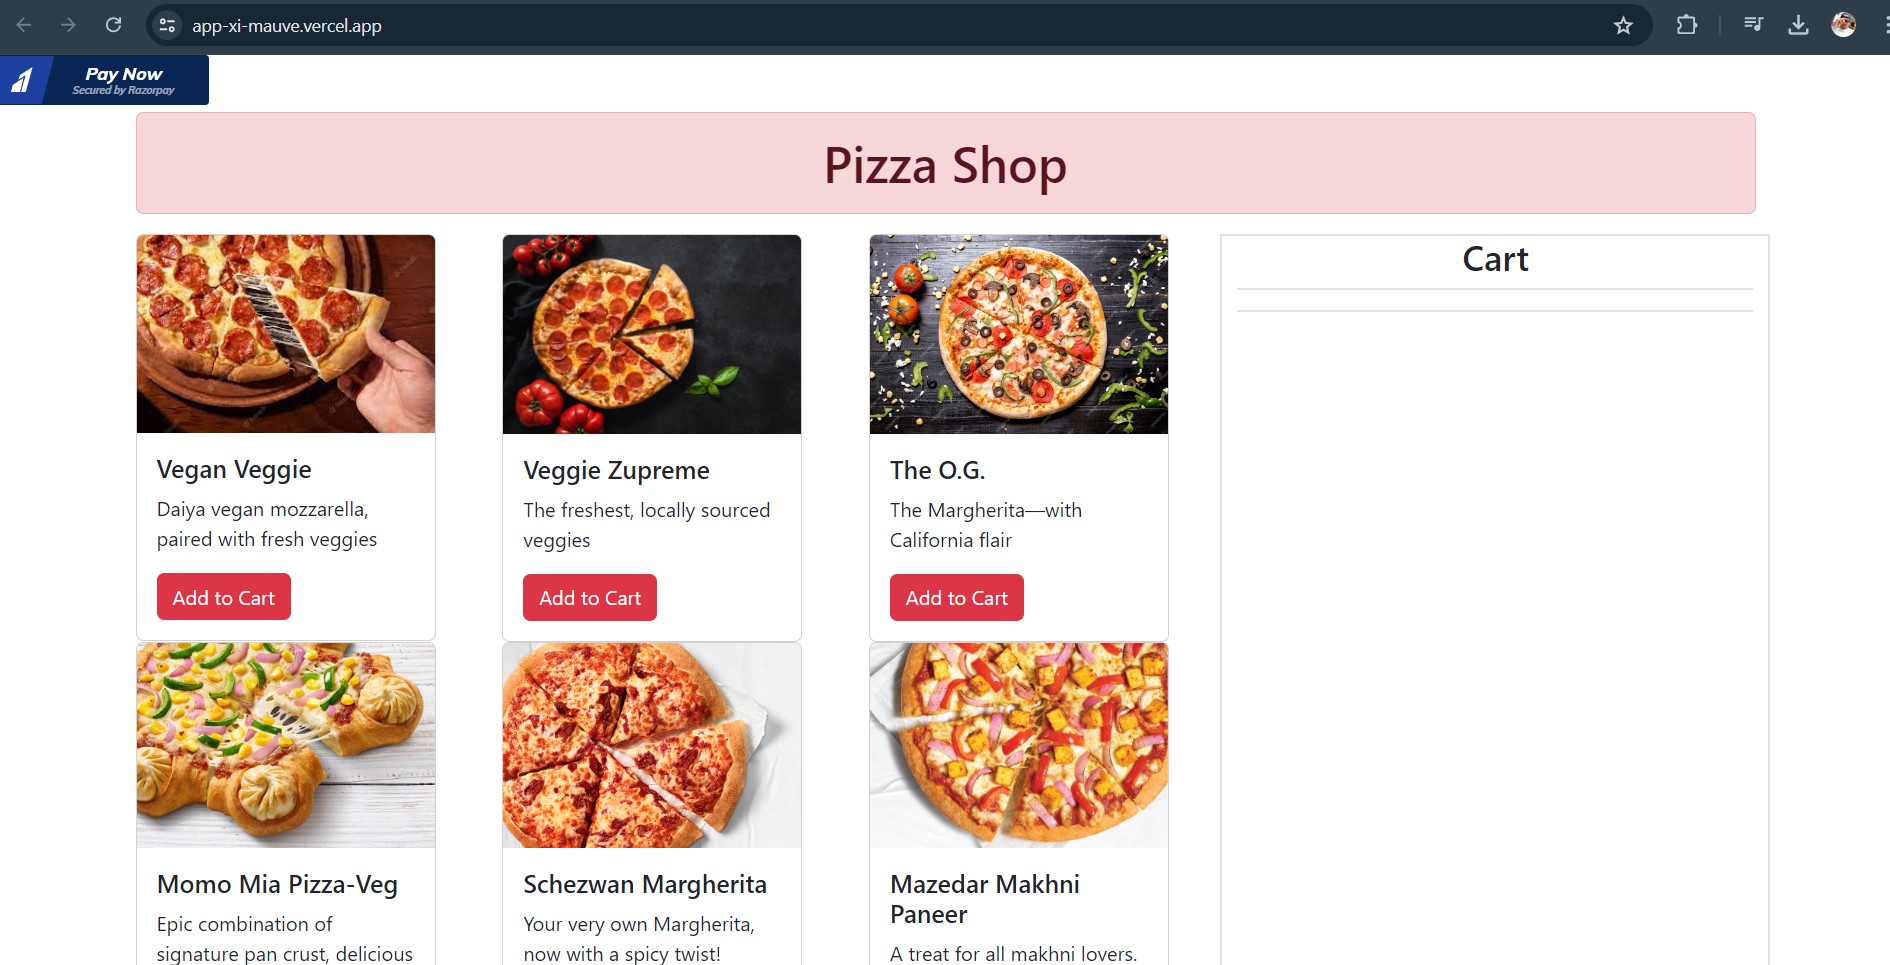 app-xi-mauve.vercel.app
Pay Now
Secured by Razorpay
Pizza Shop
Cart
Vegan Veggie
Daiya vegan mozzarella,
paired with fresh veggies
Add to Cart
Veggie Zupreme
The freshest, locally sourced
veggies
Add to Cart
The O.G.
The Margherita—with
California flair
Add to Cart
Momo Mia Pizza-Veg
Epic combination of
signature pan crust, delicious
Schezwan Margherita
Your very own Margherita,
now with a spicy twist!
Mazedar Makhni
Paneer
A treat for all makhni lovers.